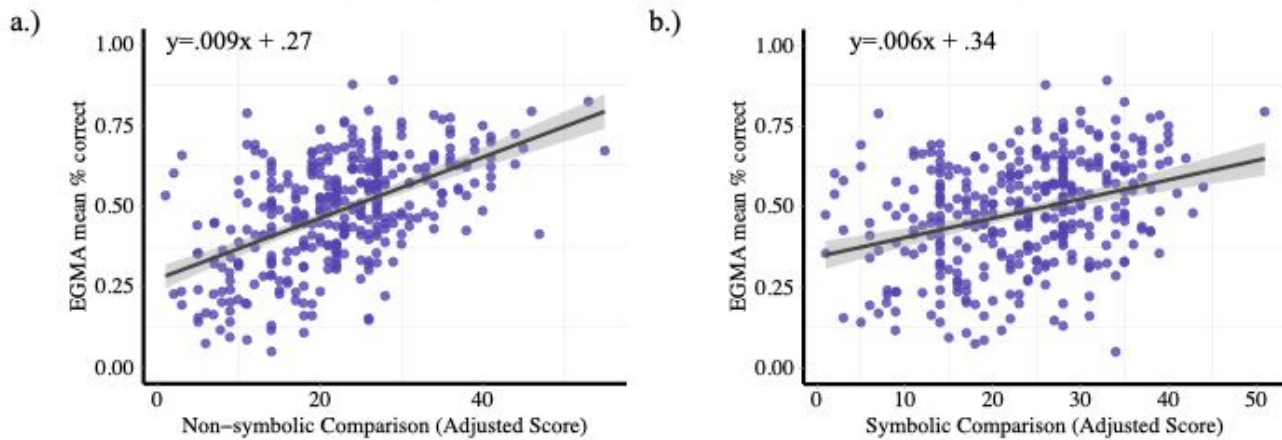 a.)
y=.009x + .27
EGMA mean % correct
1.00
0.75
0.50
0.25
0.00
0 20 40
Non-symbolic Comparison (Adjusted Score)
b.)
y=.006x + .34
EGMA mean % correct
1.00
0.75
0.50
0.25
0.00
0 10 20 30 40 50
Symbolic Comparison (Adjusted Score)